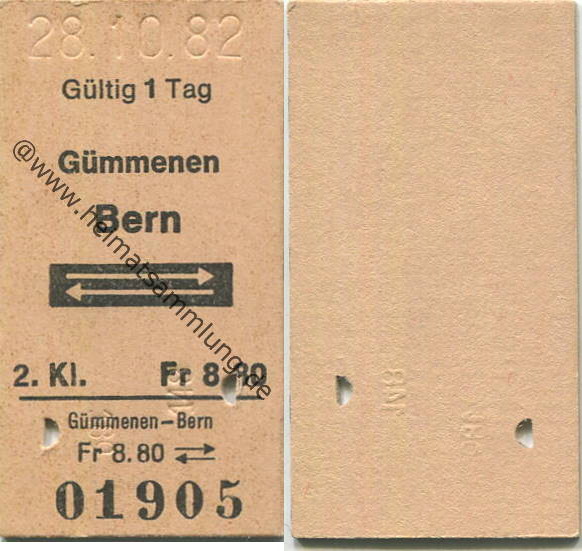 28.10.82
Gültig 1 Tag
Gümmenen
Bern
2. Kl. Fr 8.80
Gümmenen-Bern
Fr 8.80
01905
@www.heimatsammlung.de